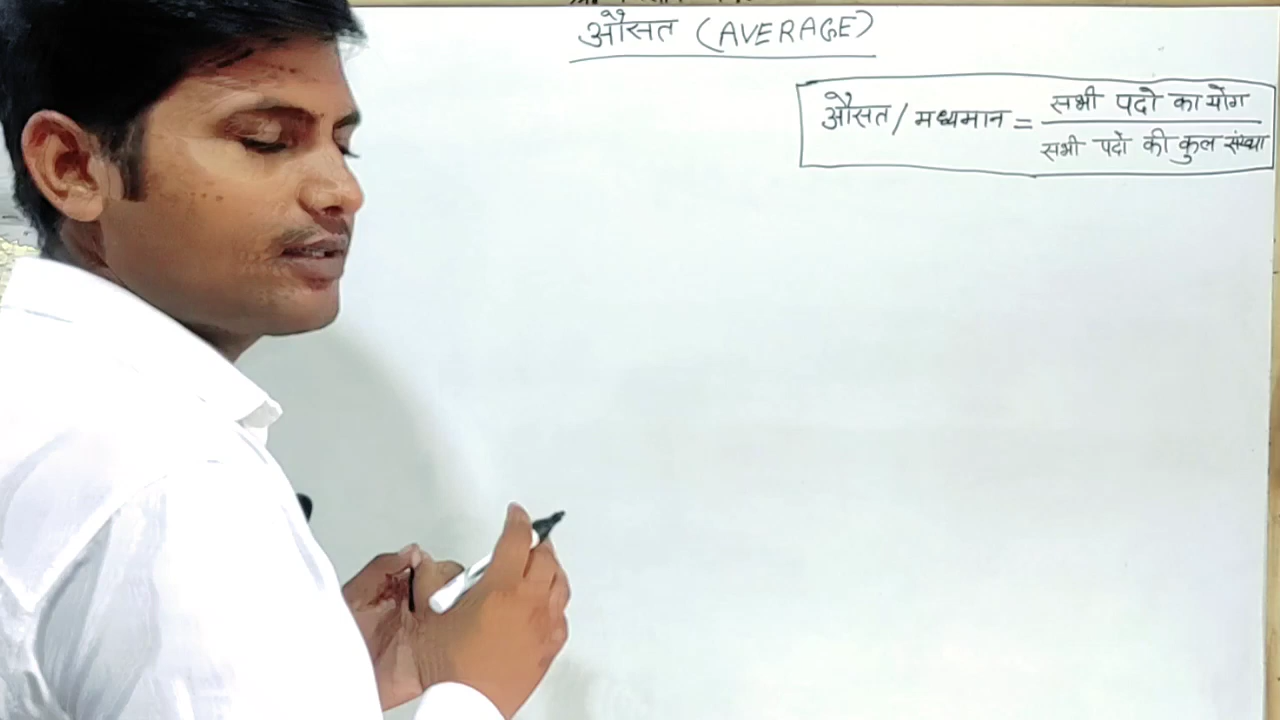 औसत (AVERAGE)
औसत / मध्यमान = सभी पदो का योग
सभी पदो की कुल संख्या